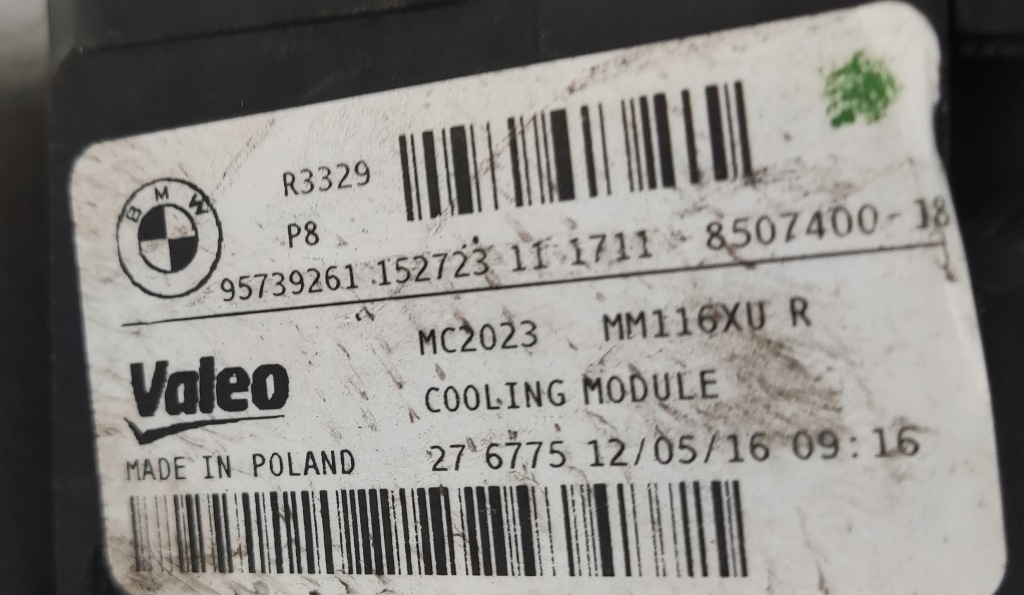 BMW
R3329
P8
95739261 152723 11 1711 - 8507400-18
MC2023 MM116XU R
Valeo
COOLING MODULE
MADE IN POLAND 27 6775 12/05/16 09:16